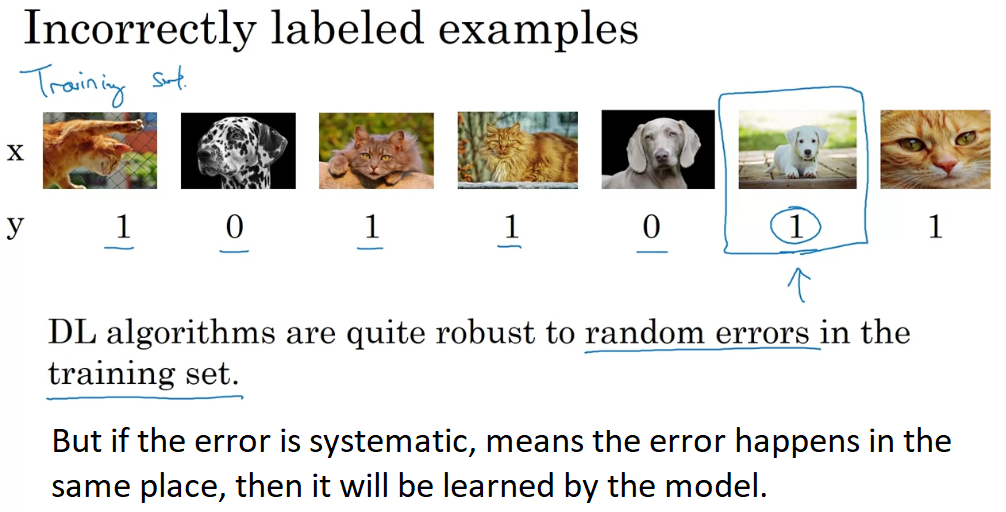 Incorrectly labeled examples
Training set.
x
y 1 0 1 1 0 1 1
DL algorithms are quite robust to random errors in the
training set.
But if the error is systematic, means the error happens in the
same place, then it will be learned by the model.